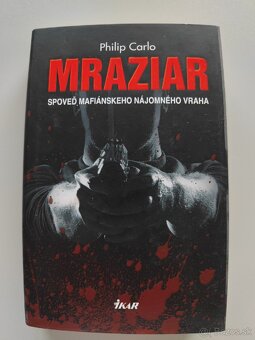 Philip Carlo
MRAZIAR
SPOVEĎ MAFIÁNSKEHO NÁJOMNÉHO VRAHA
IKAR